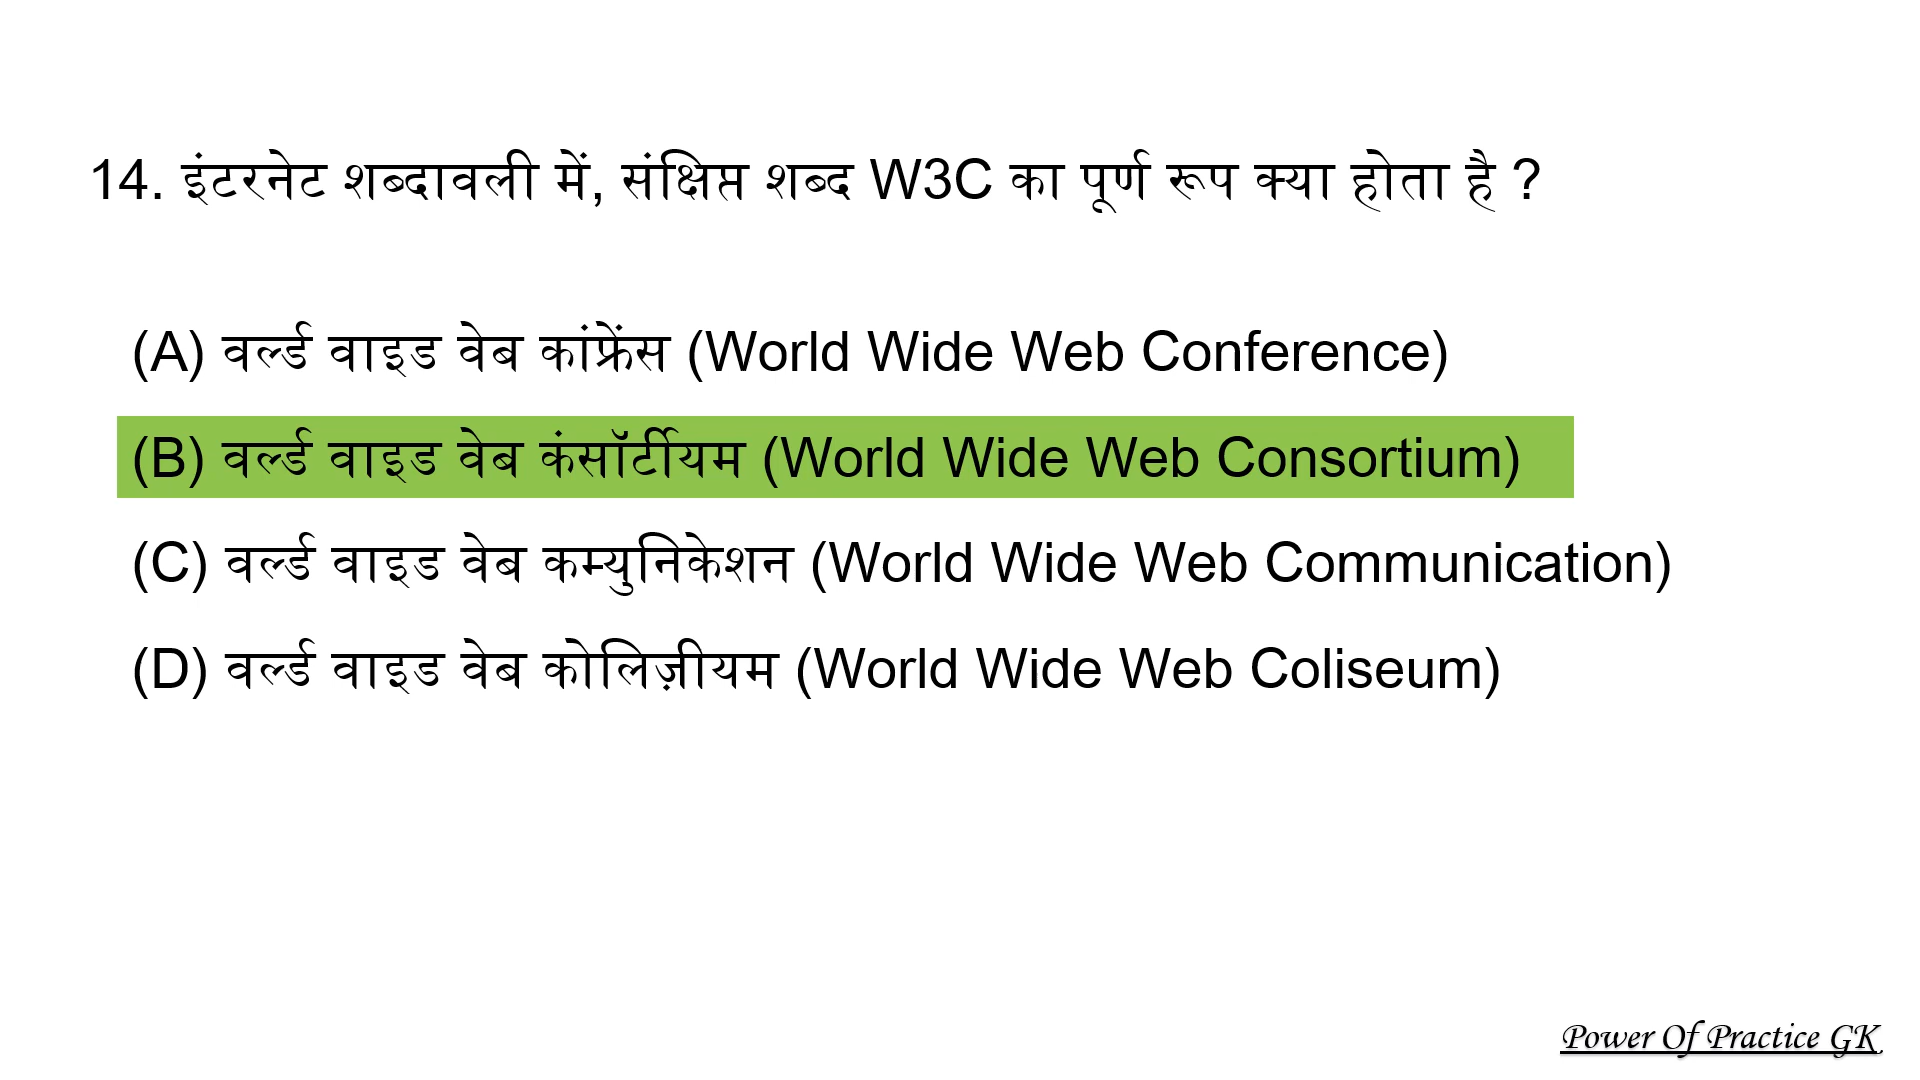 14. इंटरनेट शब्दावली में, संक्षिप्त शब्द W3C का पूर्ण रूप क्या होता है ?
(A) वर्ल्ड वाइड वेब कांफ्रेंस (World Wide Web Conference)
(B) वर्ल्ड वाइड वेब कंसॉर्टीयम (World Wide Web Consortium)
(C) वर्ल्ड वाइड वेब कम्युनिकेशन (World Wide Web Communication)
(D) वर्ल्ड वाइड वेब कोलिज़ीयम (World Wide Web Coliseum)
Power Of Practice GK